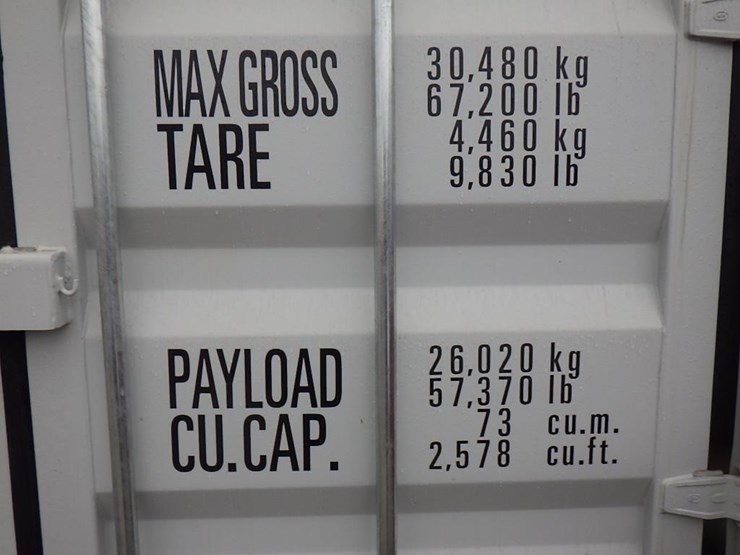 MAX GROSS 30,480 kg
67,200 lb
TARE 4,460 kg
9,830 lb
PAYLOAD 26,020 kg
57,370 lb
CU.CAP. 73 cu.m.
2,578 cu.ft.